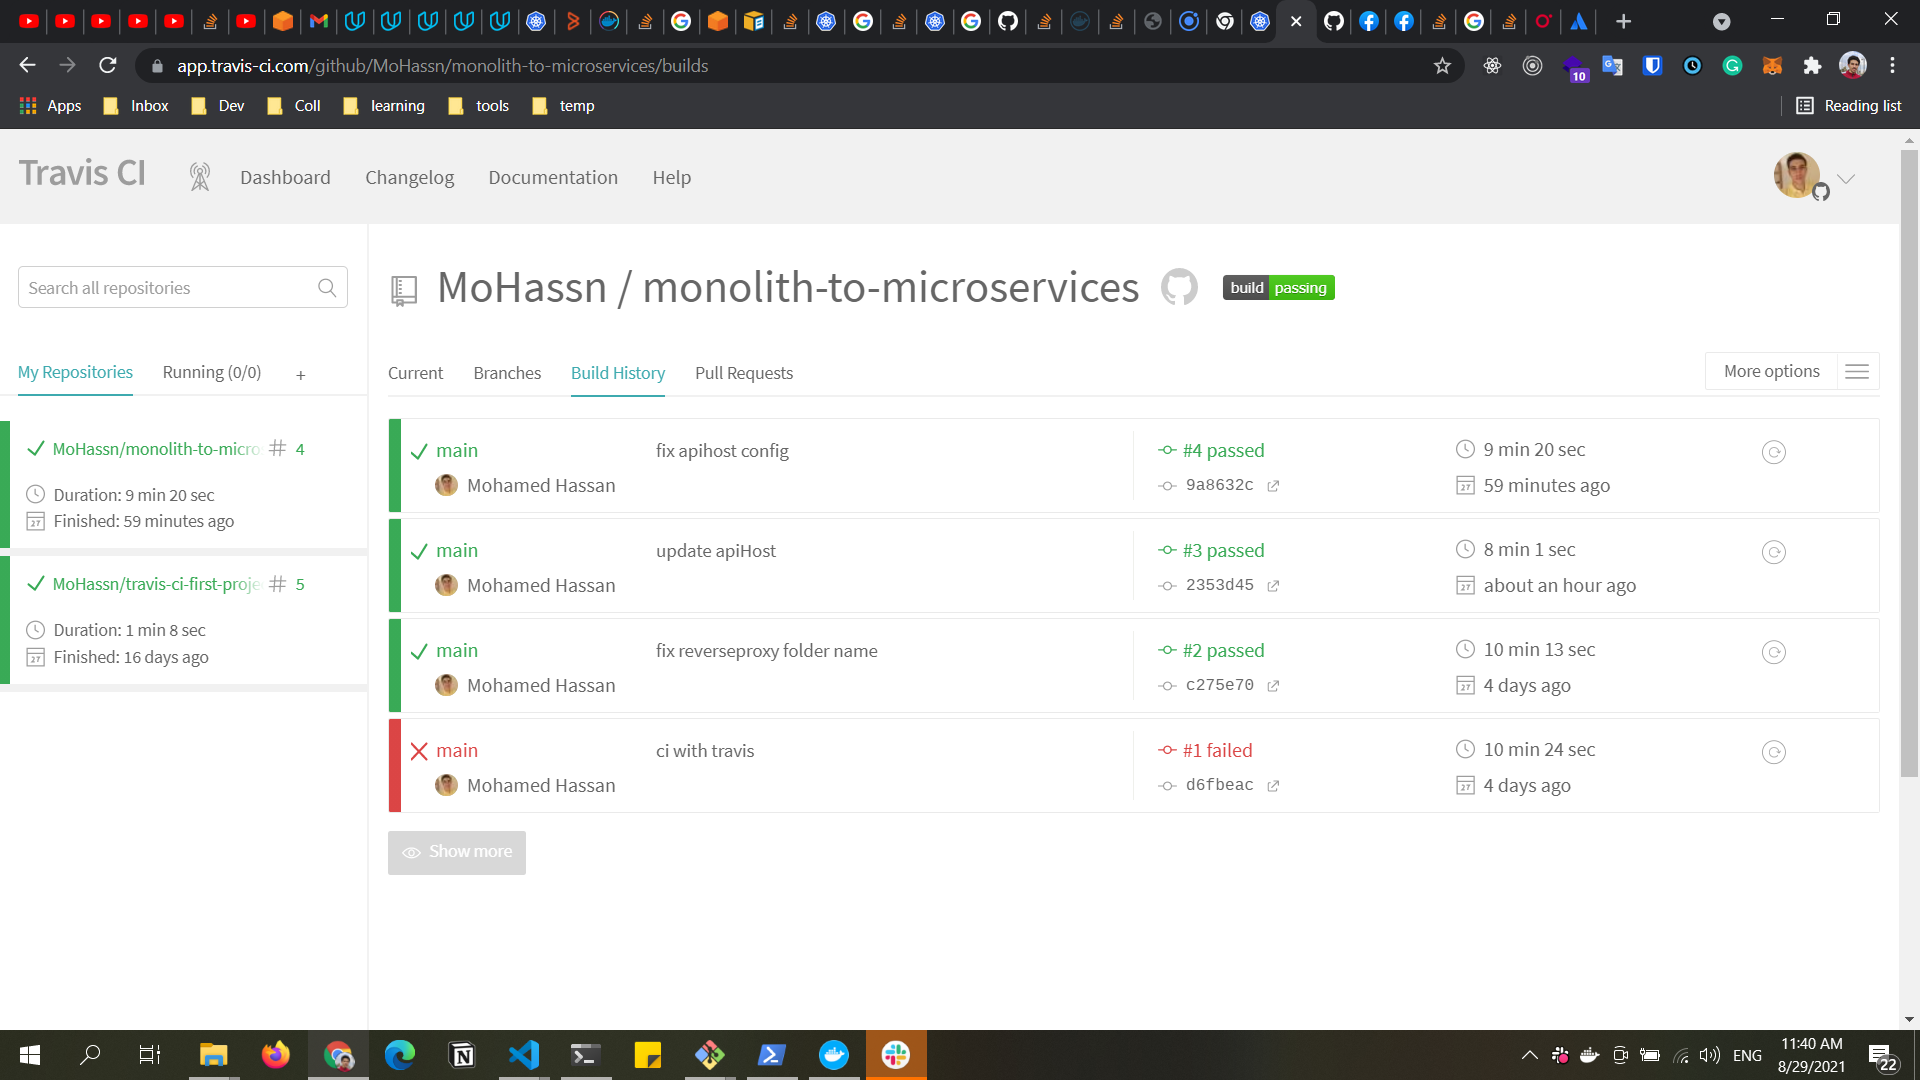 app.travis-ci.com/github/MoHassn/monolith-to-microservices/builds
10
Apps
Inbox
Dev
Coll
learning
tools
temp
Reading list
Travis CI
Dashboard
Changelog
Documentation
Help
Search all repositories
MoHassn / monolith-to-microservices
build passing
My Repositories
Running (0/0)
+
Current
Branches
Build History
Pull Requests
More options
MoHassn/monolith-to-micros
# 4
Duration: 9 min 20 sec
Finished: 59 minutes ago
MoHassn/travis-ci-first-proje
# 5
Duration: 1 min 8 sec
Finished: 16 days ago
main
fix apihost config
#4 passed
9 min 20 sec
Mohamed Hassan
9a8632c
59 minutes ago
main
update apiHost
#3 passed
8 min 1 sec
Mohamed Hassan
2353d45
about an hour ago
main
fix reverseproxy folder name
#2 passed
10 min 13 sec
Mohamed Hassan
c275e70
4 days ago
main
ci with travis
#1 failed
10 min 24 sec
Mohamed Hassan
d6fbeac
4 days ago
Show more
ENG
11:40 AM
8/29/2021
22